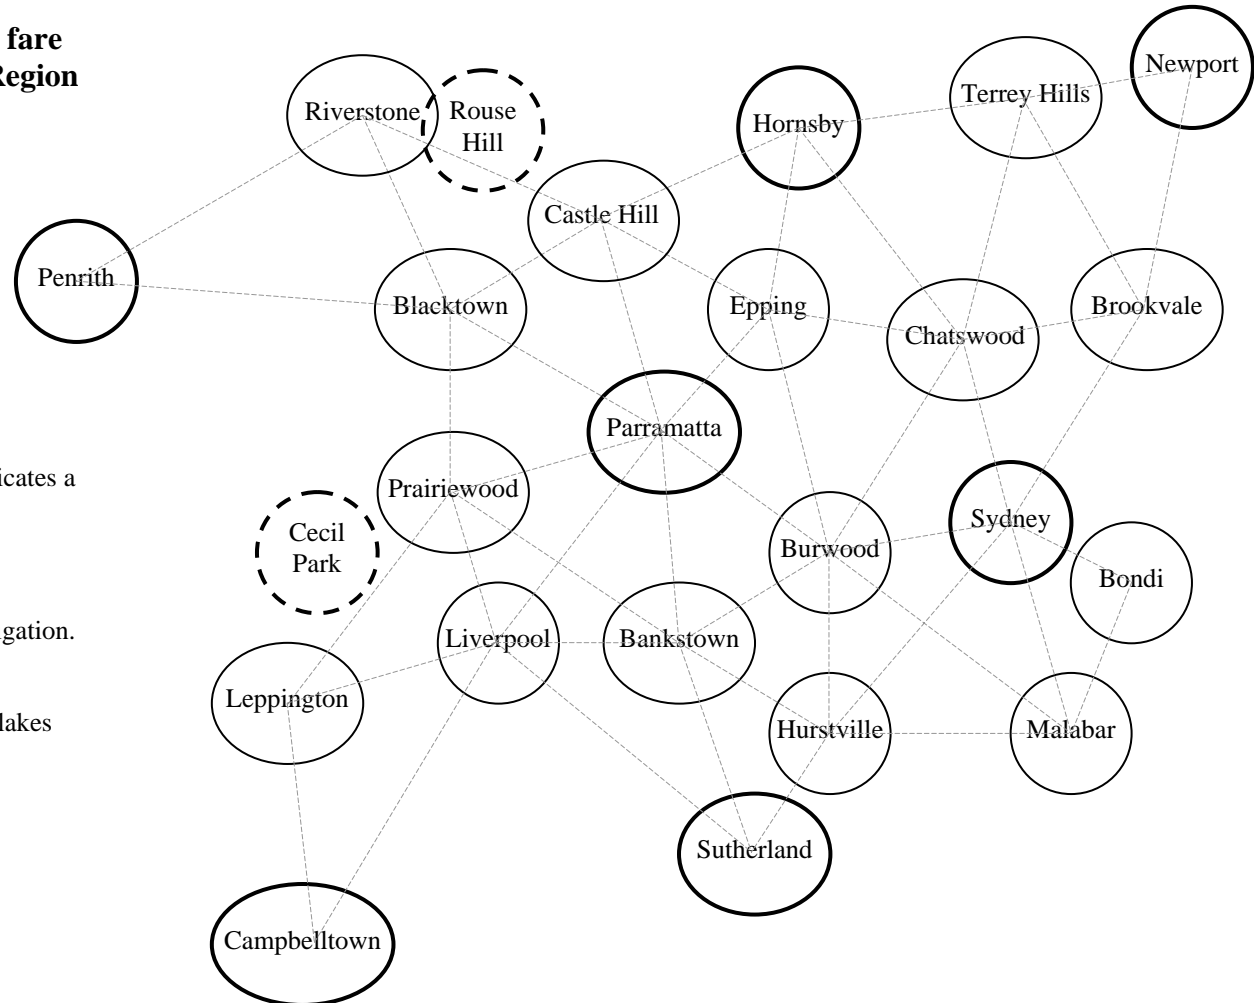 fare
Region
Newport
Terrey Hills
Riverstone
Rouse
Hill
Hornsby
Castle Hill
Penrith
Blacktown
Epping
Brookvale
Chatswood
Parramatta
icates a
Prairiewood
Cecil
Park
Sydney
Burwood
Bondi
igation.
Liverpool
Bankstown
Leppington
lakes
Hurstville
Malabar
Sutherland
Campbelltown